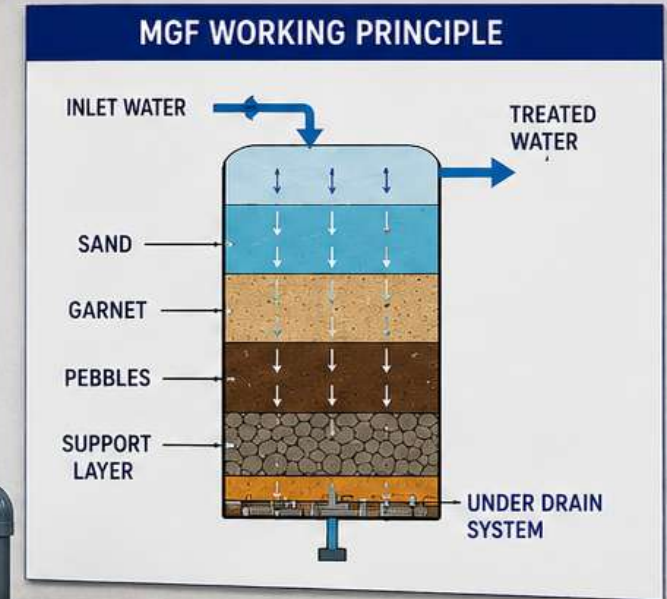 MGF WORKING PRINCIPLE
INLET WATER
TREATED
WATER
SAND
GARNET
PEBBLES
SUPPORT
LAYER
UNDER DRAIN
SYSTEM